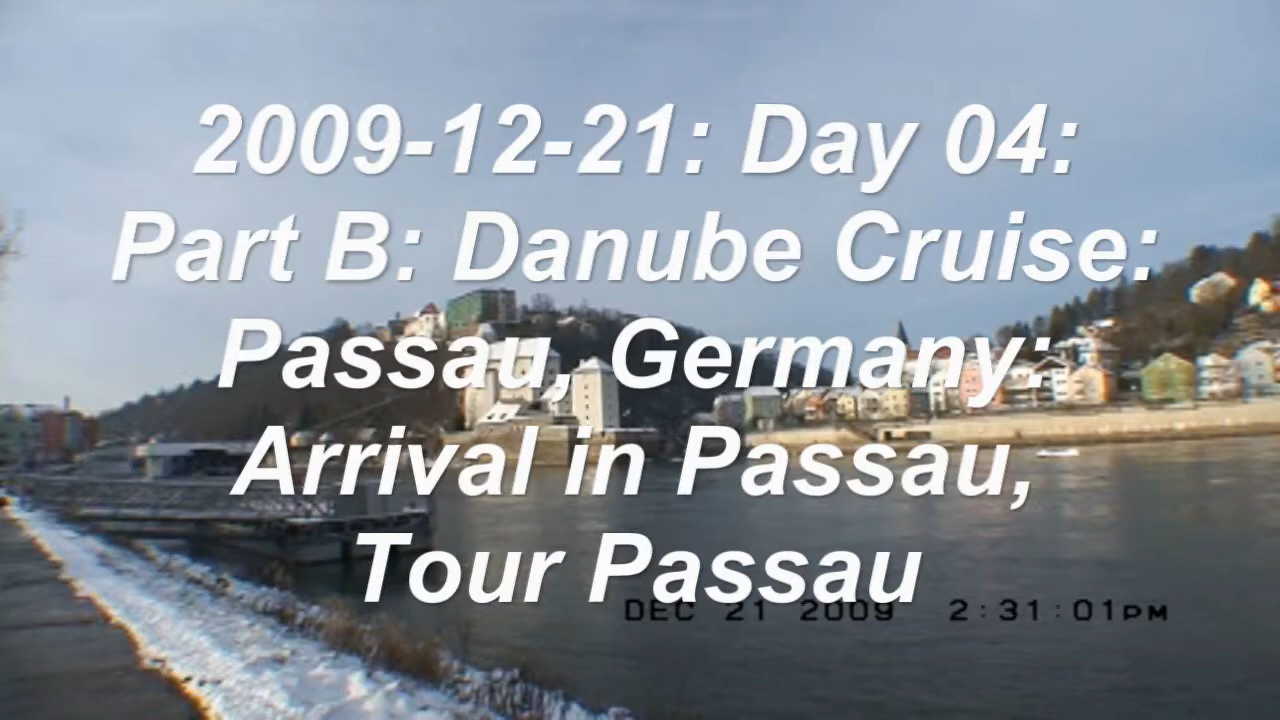 2009-12-21: Day 04:
Part B: Danube Cruise:
Passau, Germany:
Arrival in Passau,
Tour Passau
DEC 21 2009 2:31:01PM